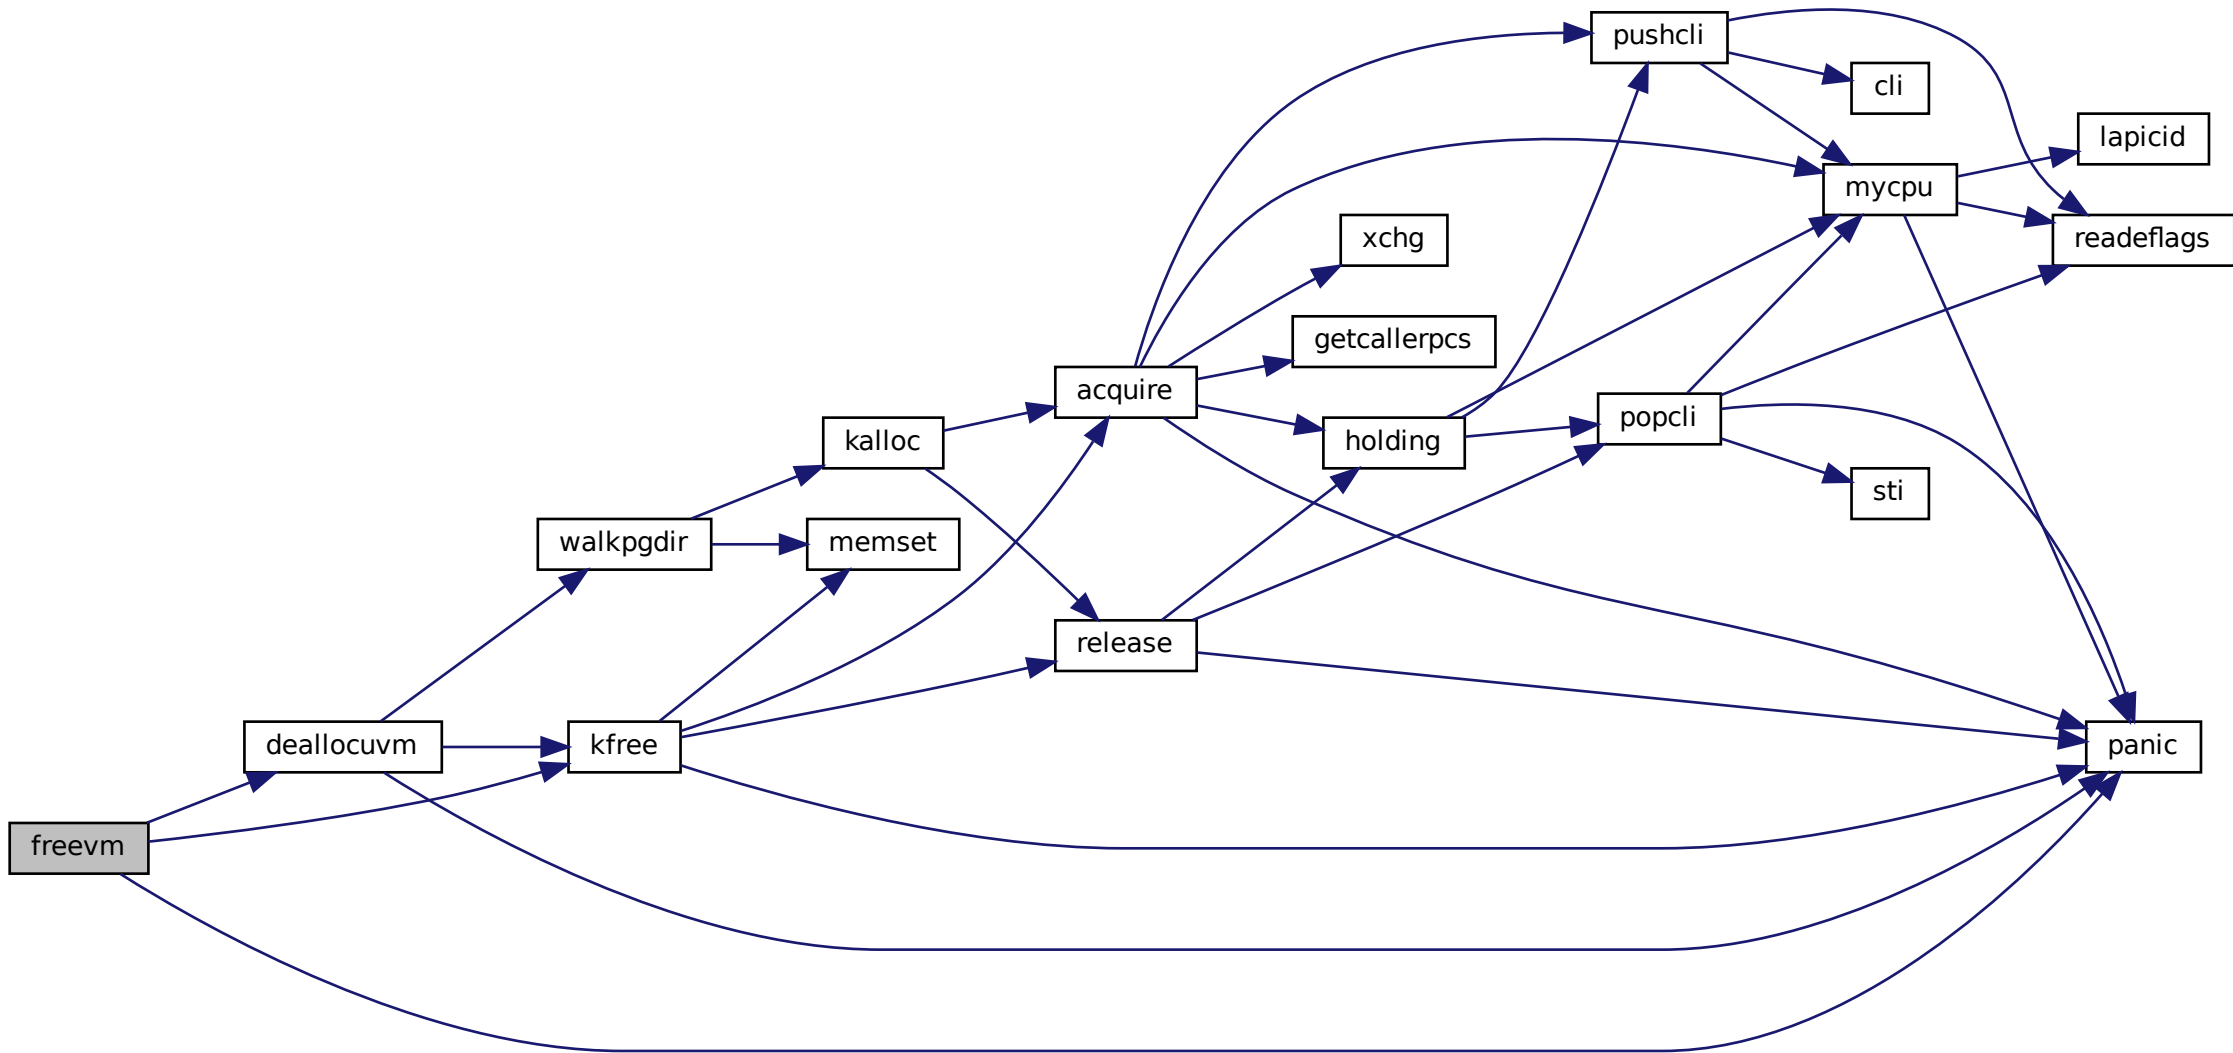 pushcli
cli
lapicid
mycpu
xchg
readeflags
getcallerpcs
acquire
popcli
kalloc
holding
sti
walkpgdir
memset
release
deallocuvm
kfree
panic
freevm